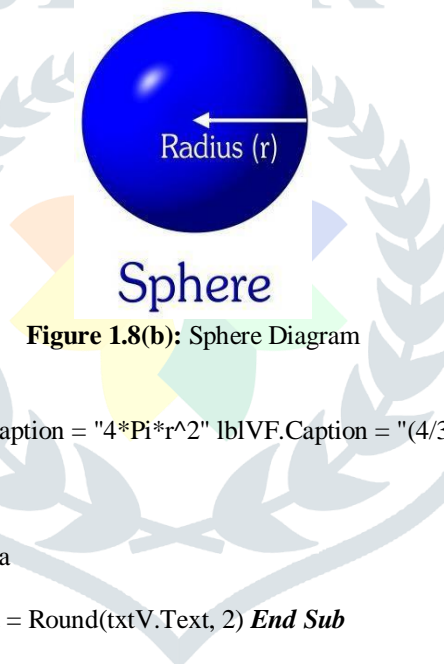 Radius (r)
Sphere
Figure 1.8(b): Sphere Diagram
aption = "4*Pi*r^2" lblVF.Caption = "(4/3
a
= Round(txtV.Text, 2) End Sub